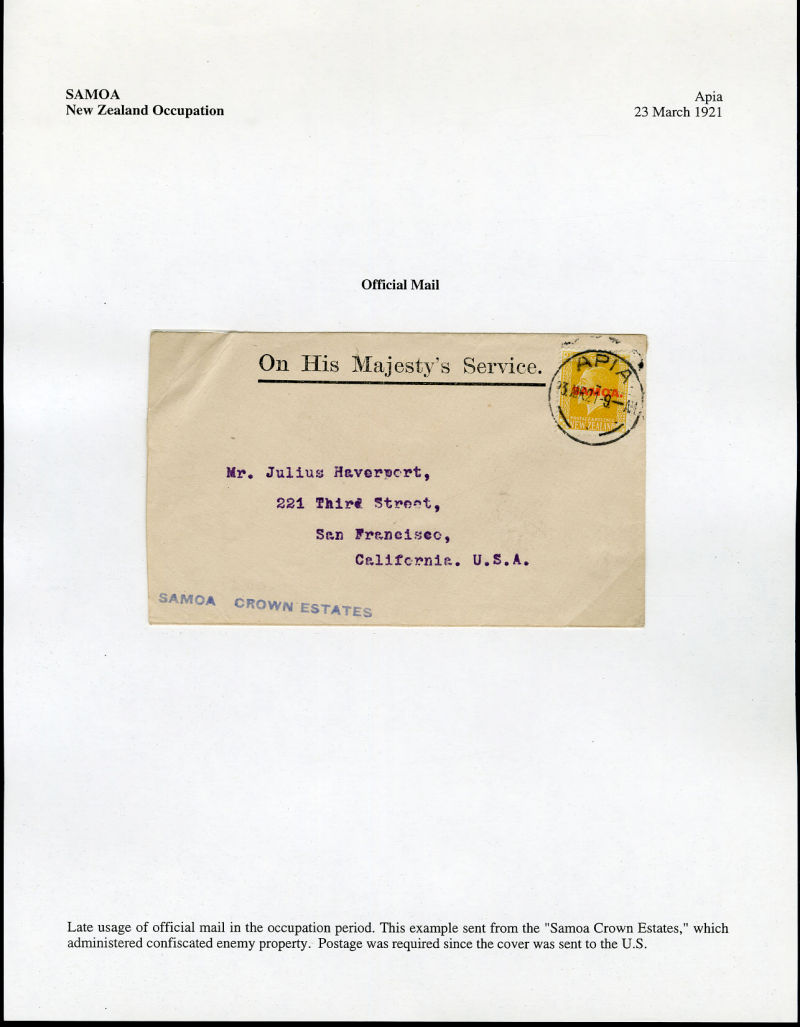 SAMOA
New Zealand Occupation
Apia
23 March 1921
Official Mail
On His Majesty's Service.
APIA
SAMOA.
NEW ZEALAND
Mr. Julius Haverport,
221 Third Street,
San Francisco,
California. U.S.A.
SAMOA CROWN ESTATES
Late usage of official mail in the occupation period. This example sent from the "Samoa Crown Estates," which
administered confiscated enemy property. Postage was required since the cover was sent to the U.S.